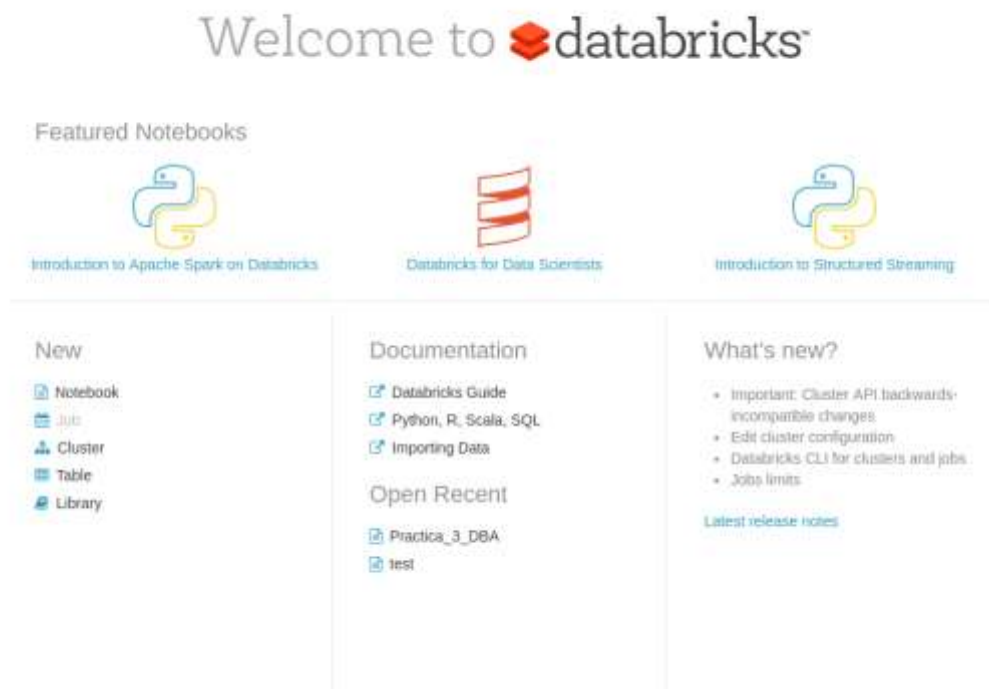 Welcome to databricks™
Featured Notebooks
Introduction to Apache Spark on Databricks
Databricks for Data Scientists
Introduction to Structured Streaming
New
Notebook
Job
Cluster
Table
Library
Documentation
Databricks Guide
Python, R, Scala, SQL
Importing Data
Open Recent
Practica_3_DBA
test
What's new?
Important: Cluster API backwards-
incompatible changes
Edit cluster configuration
Databricks CLI for clusters and jobs
Jobs limits
Latest release notes